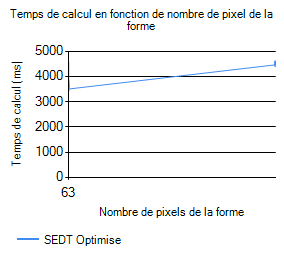 Temps de calcul en fonction de nombre de pixel de la
forme
5000
4000
3000
2000
1000
0
Temps de calcul (ms)
63
Nombre de pixels de la forme
SEDT Optimise